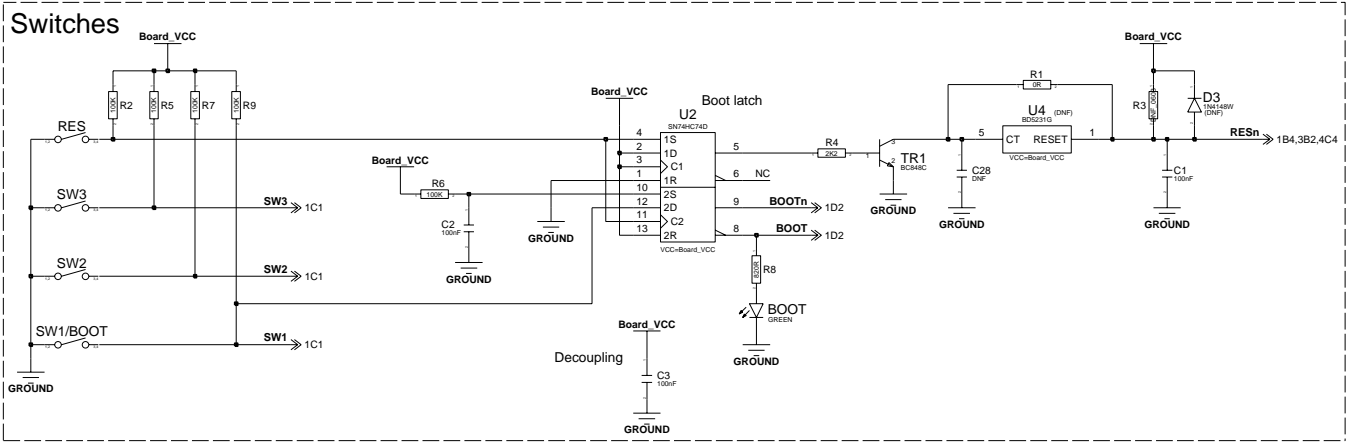 Switches
Board_VCC
R2
100K
R5
100K
R7
100K
R9
100K
RES
SW3
SW3
1C1
SW2
SW2
1C1
SW1/BOOT
SW1
1C1
GROUND
Board_VCC
R6
100K
C2
100nF
GROUND
GROUND
Board_VCC
U2
Boot latch
SN74HC74D
4 1S
2 1D
3 C1
1 1R
10 2S
12 2D
11 C2
13 2R
5
6 NC
9 BOOTn 1D2
8 BOOT 1D2
VCC=Board_VCC
R8
820R
BOOT
GREEN
GROUND
Decoupling
Board_VCC
C3
100nF
GROUND
R4
2K2
1
3
2
TR1
BC848C
GROUND
R1
0R
C28
DNF
GROUND
U4 (DNF)
BD5231G
5 CT RESET 1
VCC=Board_VCC
Board_VCC
R3
D3
1N4148W
(DNF)
C1
100nF
GROUND
RESn
1B4,3B2,4C4